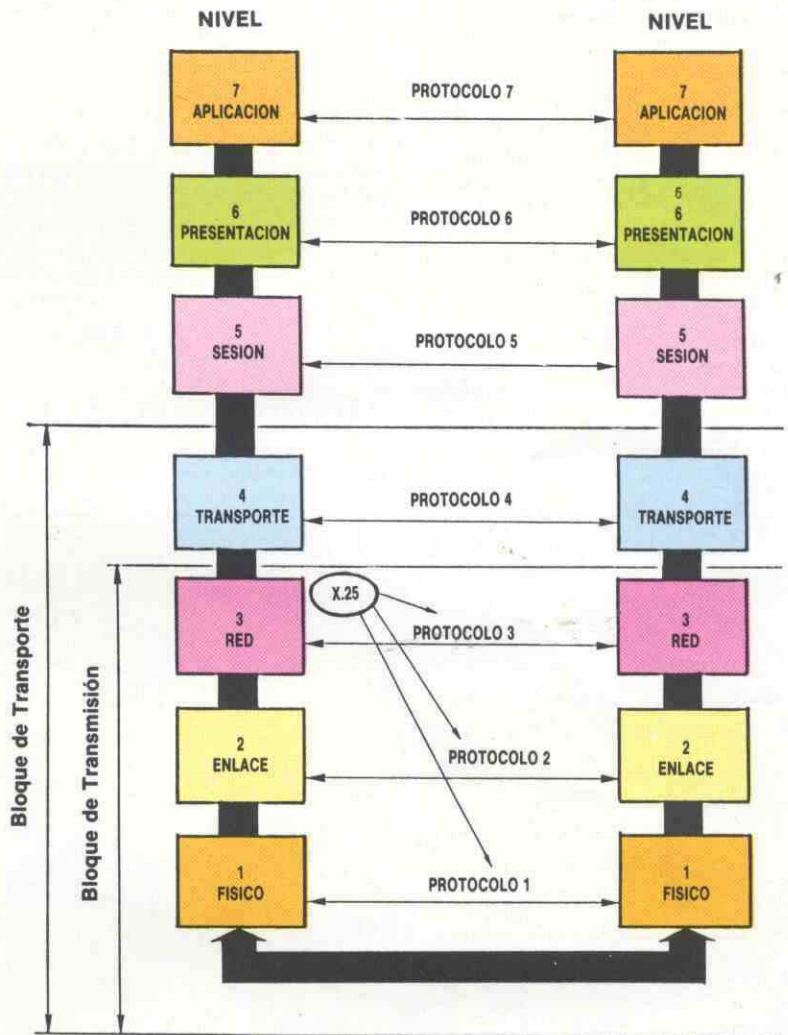 NIVEL
NIVEL
7
APLICACION
PROTOCOLO 7
7
APLICACION
6
PRESENTACION
PROTOCOLO 6
6
6
PRESENTACION
5
SESION
PROTOCOLO 5
5
SESION
4
TRANSPORTE
PROTOCOLO 4
4
TRANSPORTE
X.25
3
RED
PROTOCOLO 3
3
RED
2
ENLACE
PROTOCOLO 2
2
ENLACE
1
FISICO
PROTOCOLO 1
1
FISICO
Bloque de Transporte
Bloque de Transmisión